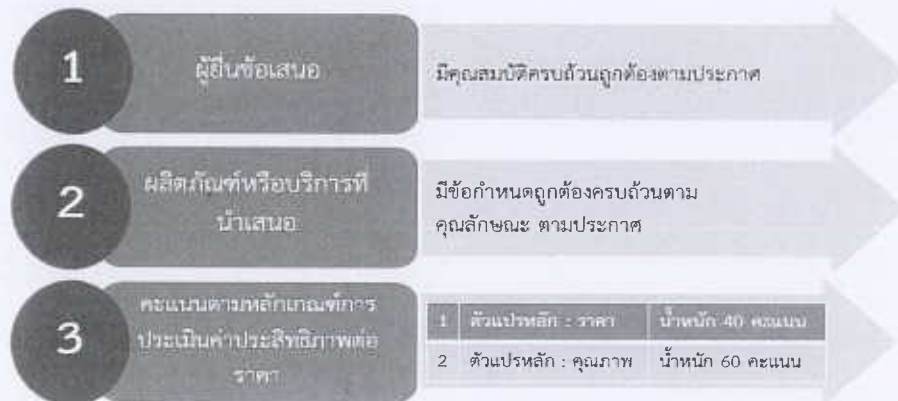 1
ผู้ยื่นข้อเสนอ
มีคุณสมบัติครบถ้วนถูกต้องตามประกาศ
2
ผลิตภัณฑ์หรือบริการที่
นำเสนอ
มีข้อกำหนดถูกต้องครบถ้วนตาม
คุณลักษณะ ตามประกาศ
3
คะแนนตามหลักเกณฑ์การ
ประเมินค่าประสิทธิภาพต่อ
ราคา
1 ตัวแปรหลัก : ราคา น้ำหนัก 40 คะแนน
2 ตัวแปรหลัก : คุณภาพ น้ำหนัก 60 คะแนน